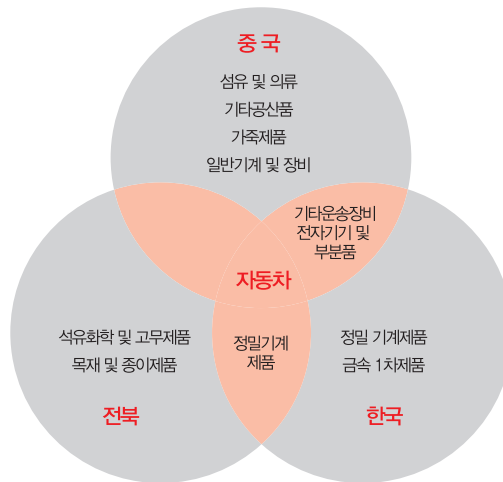 중국
섬유 및 의류
기타공산품
가죽제품
일반기계 및 장비
기타운송장비
전자기기 및
부분품
자동차
석유화학 및 고무제품
목재 및 종이제품
전북
정밀기계
제품
정밀 기계제품
금속 1차제품
한국